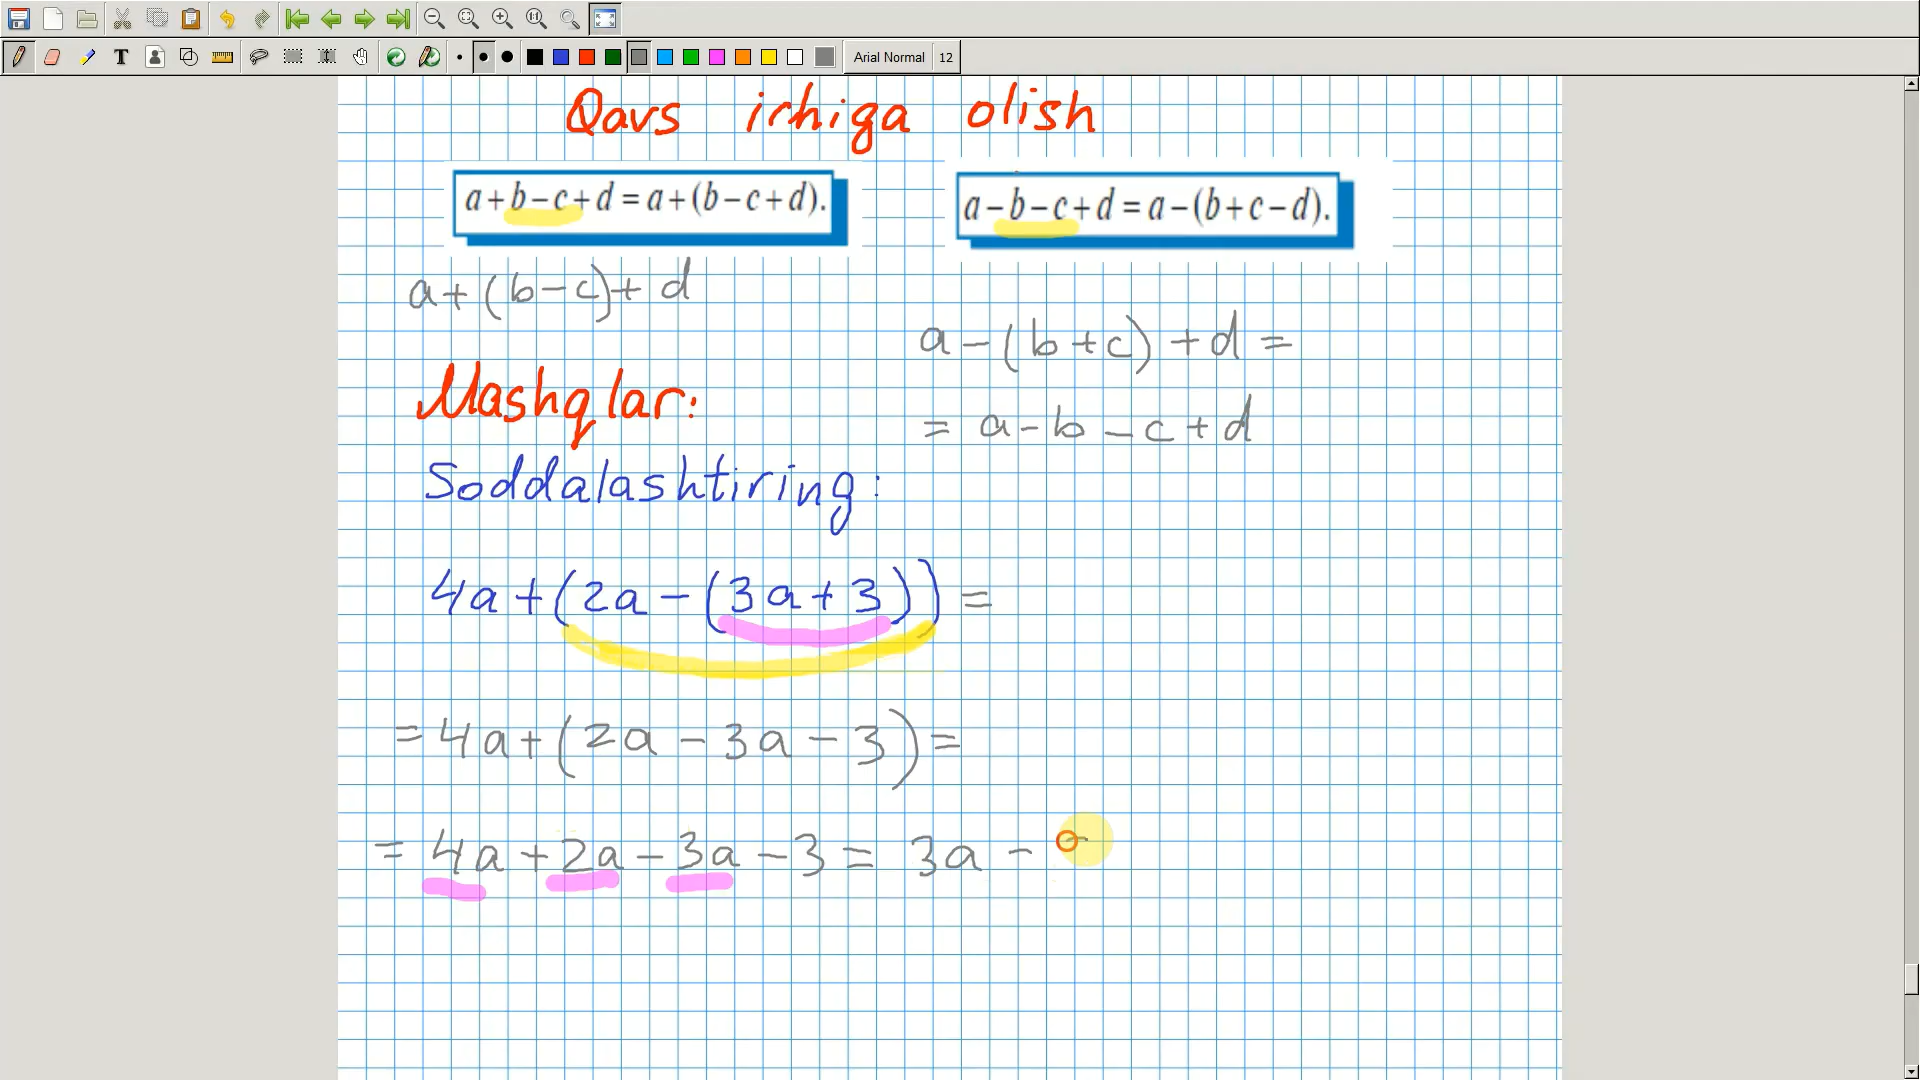 Arial Normal 12
Qavs ichiga olish
a+b−c+d=a+(b−c+d).
a−b−c+d=a−(b+c−d).
a+(b−c)+d
a−(b+c)+d=
=a−b−c+d
Mashqlar:
Soddalashtiring:
4a+(2a−(3a+3))=
=4a+(2a−3a−3)=
=4a+2a−3a−3=3a−